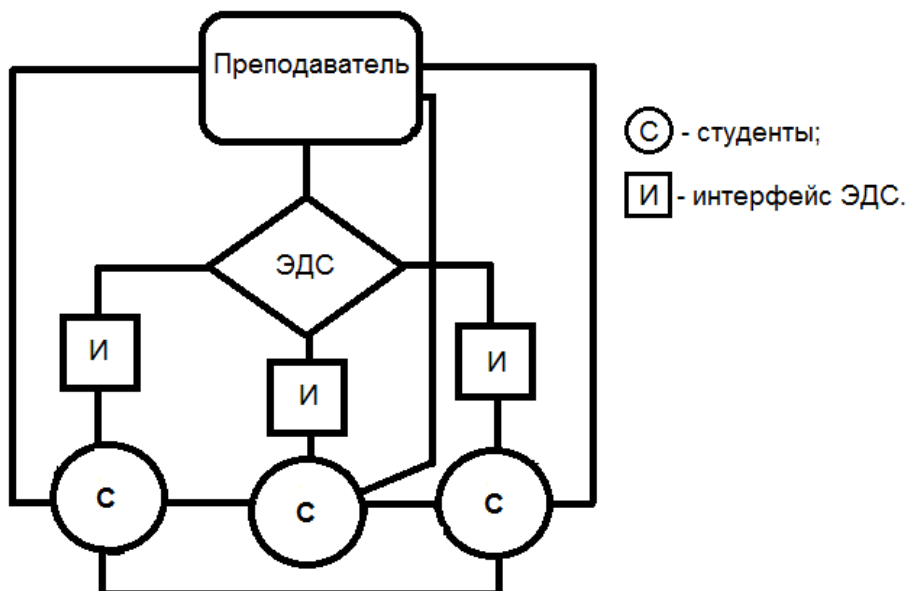 Преподаватель
С - студенты;
И - интерфейс ЭДС.
ЭДС
И
И
И
С
С
С